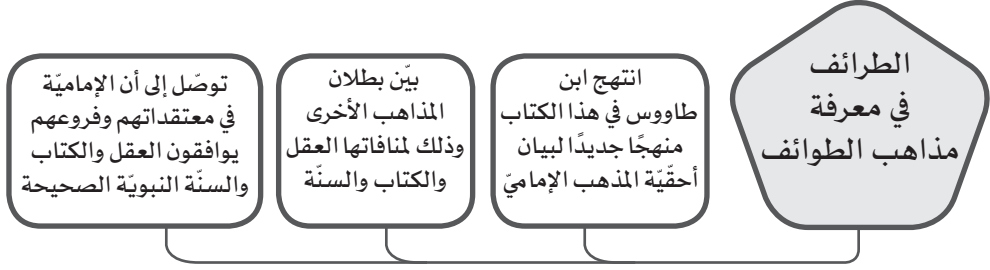 الطرائف
في معرفة
مذاهب الطوائف
انتهج ابن
طاووس في هذا الكتاب
منهجًا جديدًا لبيان
أحقّيّة المذهب الإماميّ
بيّن بطلان
المذاهب الأخرى
وذلك لمنافاتها العقل
والكتاب والسنّة
توصّل إلى أن الإماميّة
في معتقداتهم وفروعهم
يوافقون العقل والكتاب
والسنّة النبويّة الصحيحة